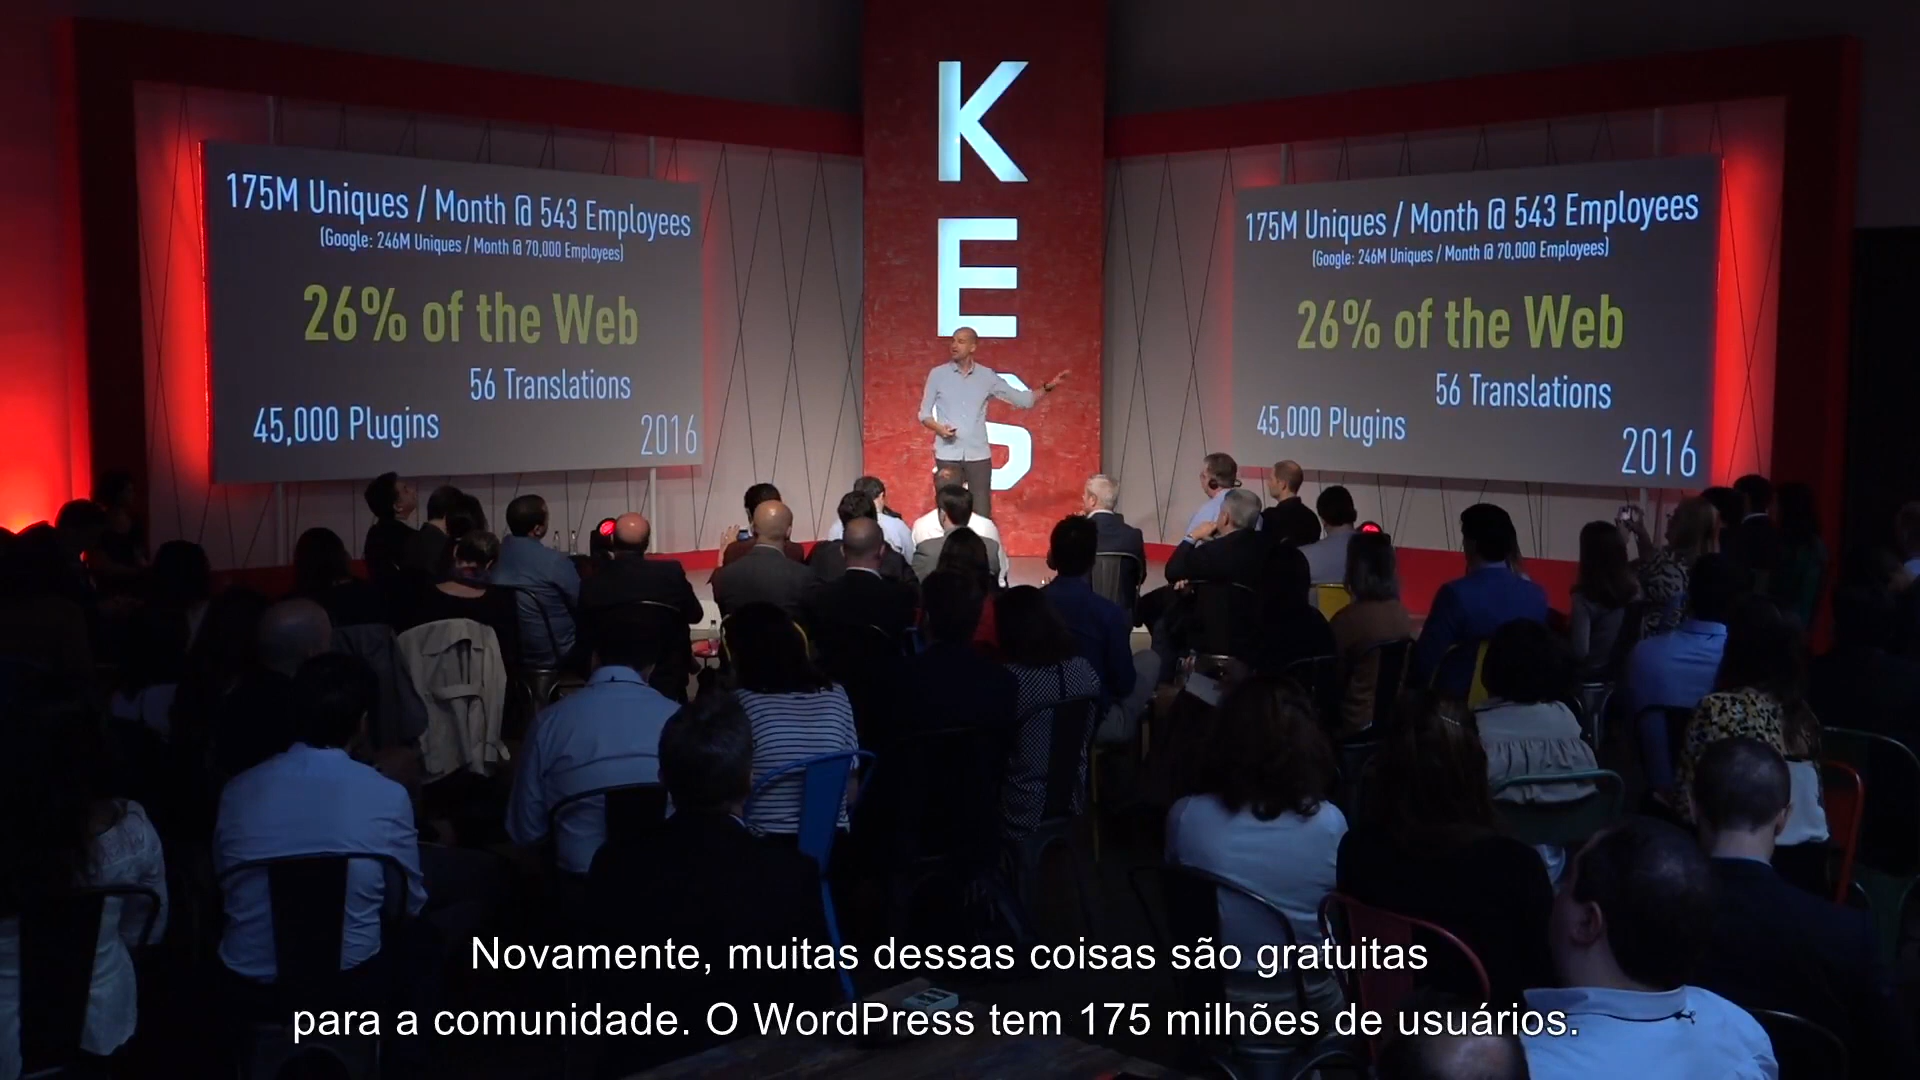 175M Uniques / Month @ 543 Employees
(Google: 246M Uniques / Month @ 70,000 Employees)
26% of the Web
56 Translations
45,000 Plugins
2016
K
E
S
175M Uniques / Month @ 543 Employees
(Google: 246M Uniques / Month @ 70,000 Employees)
26% of the Web
56 Translations
45,000 Plugins
2016
Novamente, muitas dessas coisas são gratuitas
para a comunidade. O WordPress tem 175 milhões de usuários.